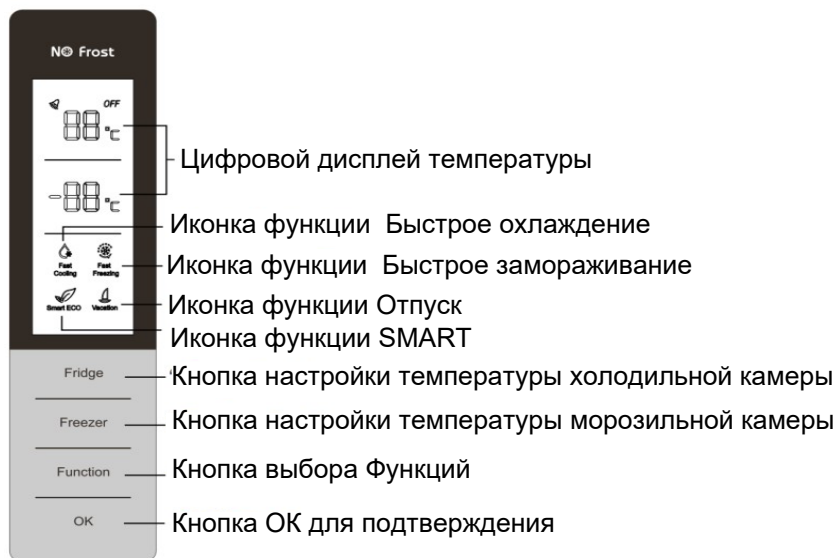 NO Frost
OFF
88 °C
Цифровой дисплей температуры
-88 °C
Иконка функции Быстрое охлаждение
Fast Cooling
Fast Freezing
Иконка функции Быстрое замораживание
Smart ECO
Vacation
Иконка функции Отпуск
Иконка функции SMART
Fridge
Кнопка настройки температуры холодильной камеры
Freezer
Кнопка настройки температуры морозильной камеры
Function
Кнопка выбора Функций
OK
Кнопка ОК для подтверждения